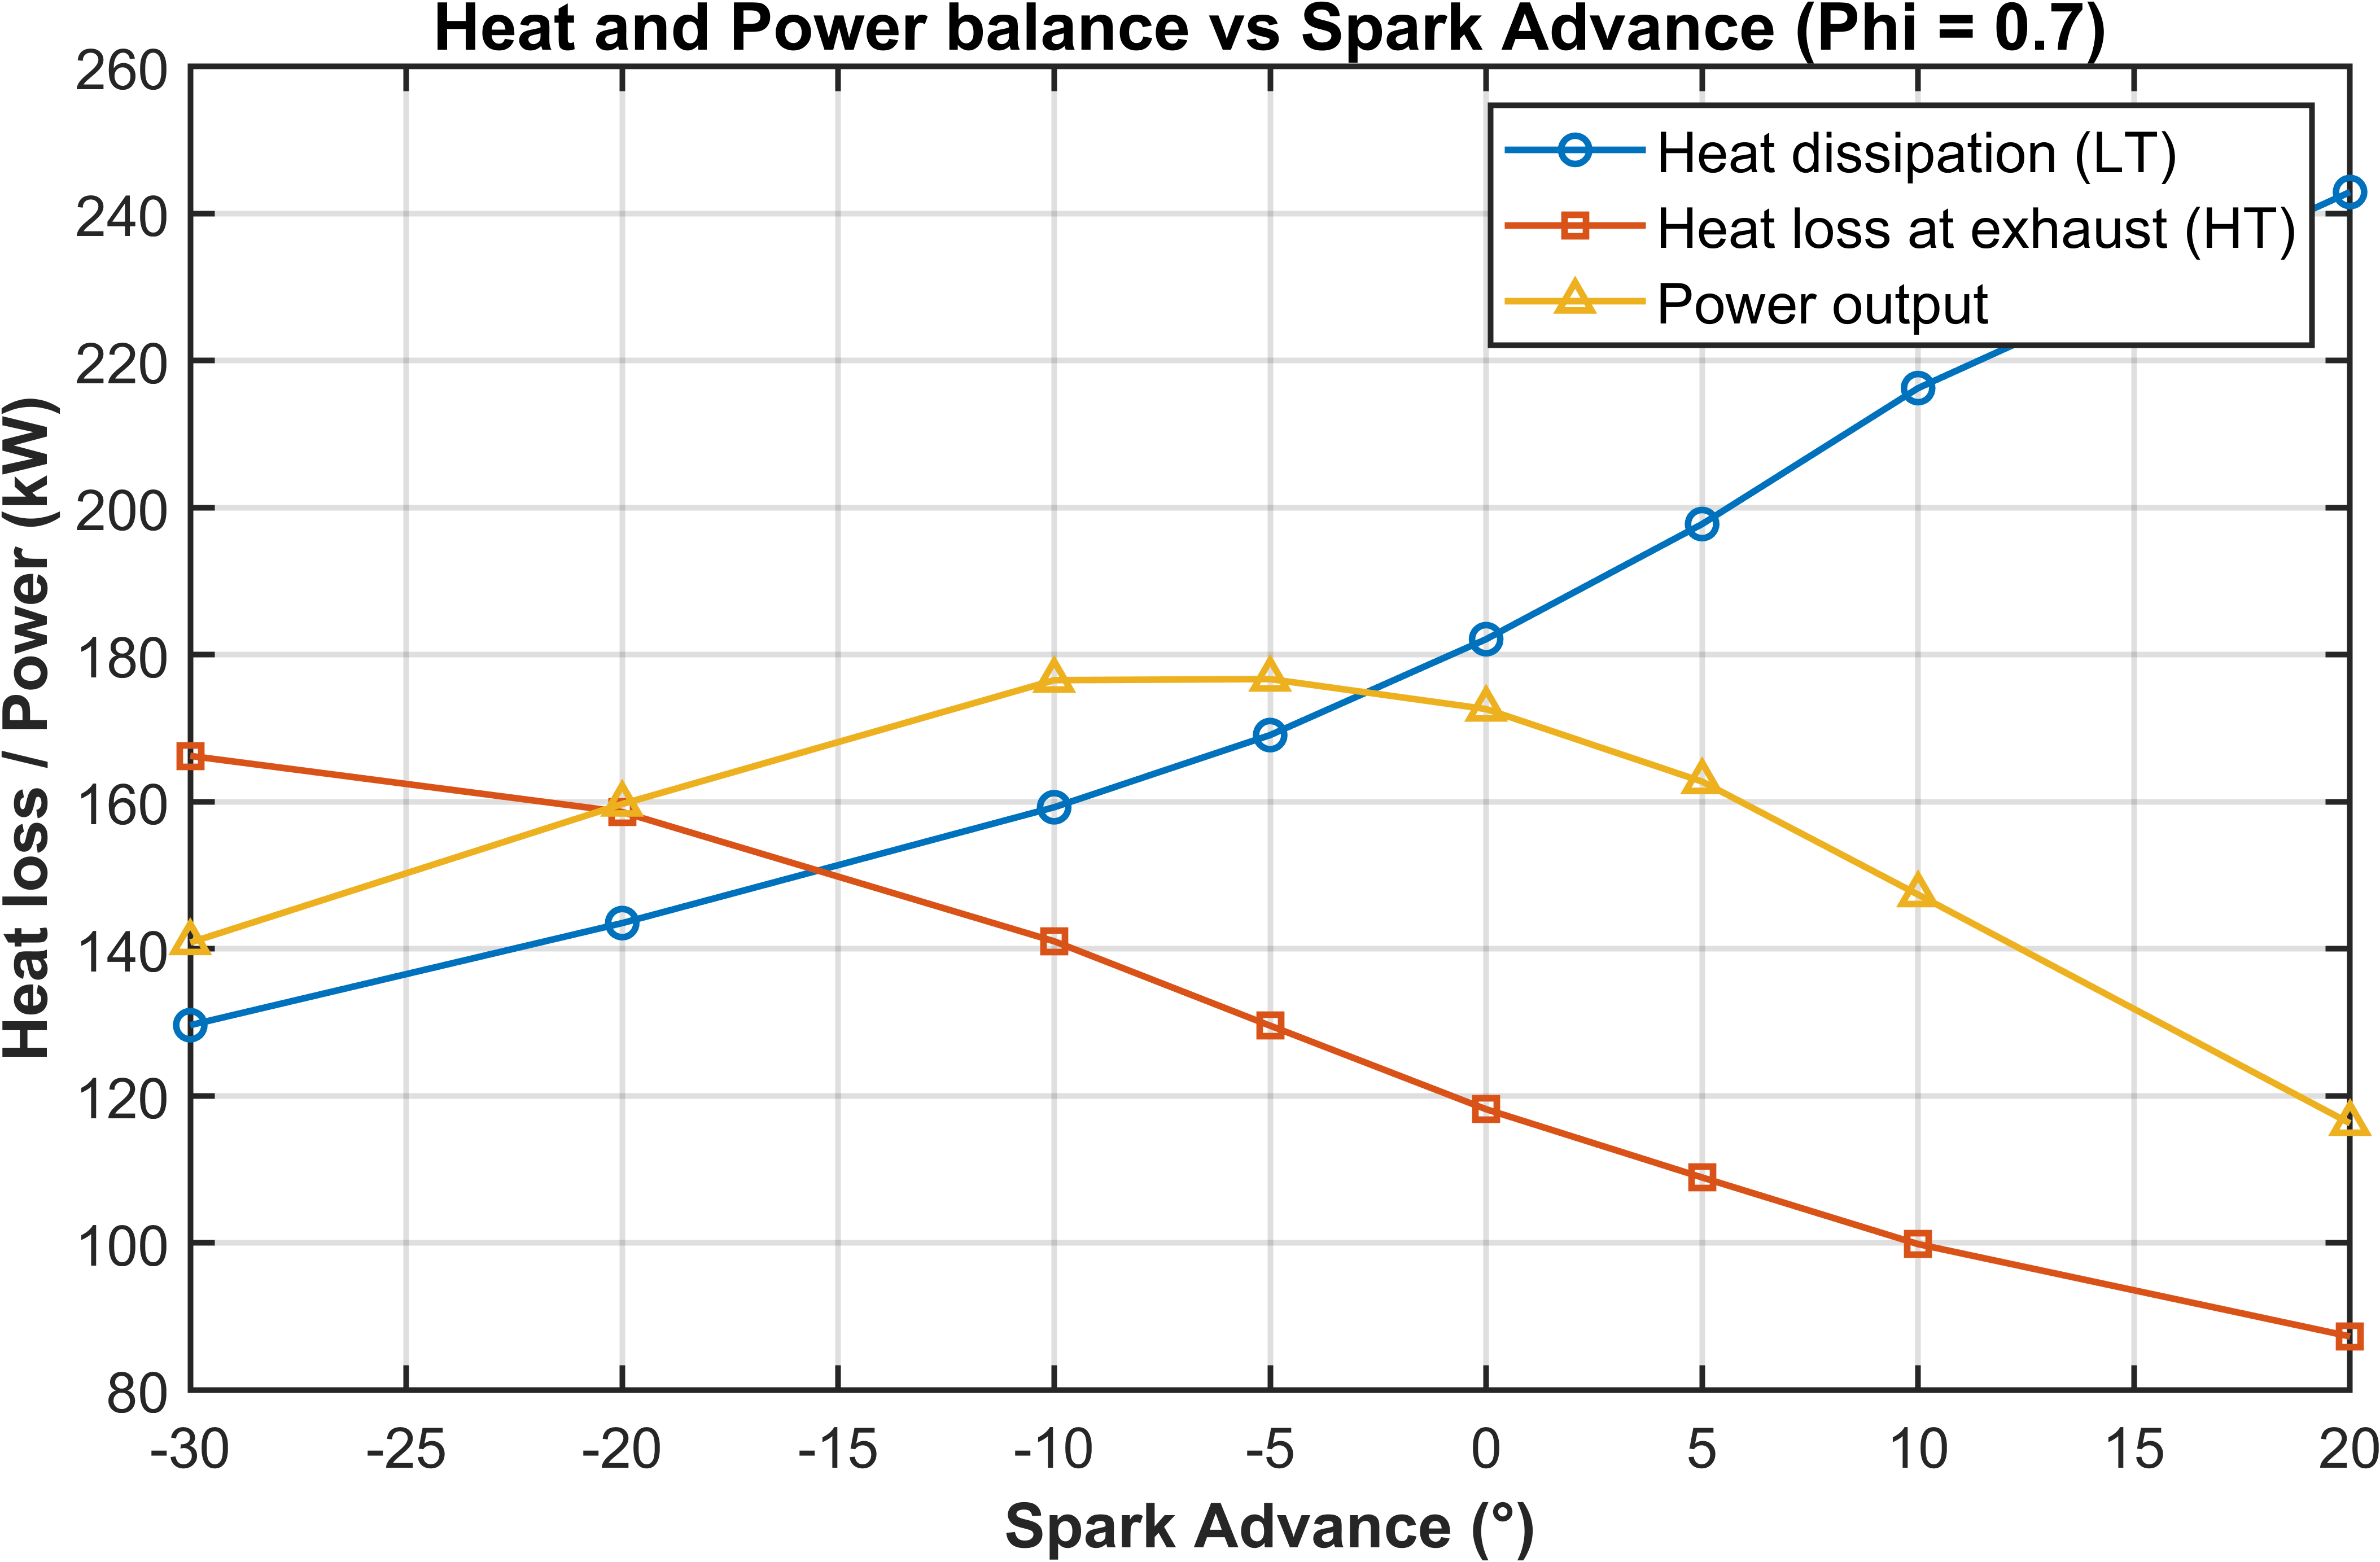 Heat and Power balance vs Spark Advance (Phi = 0.7)
Heat loss / Power (kW)
260
240
220
200
180
160
140
120
100
80
Heat dissipation (LT)
Heat loss at exhaust (HT)
Power output
-30 -25 -20 -15 -10 -5 0 5 10 15 20
Spark Advance (°)